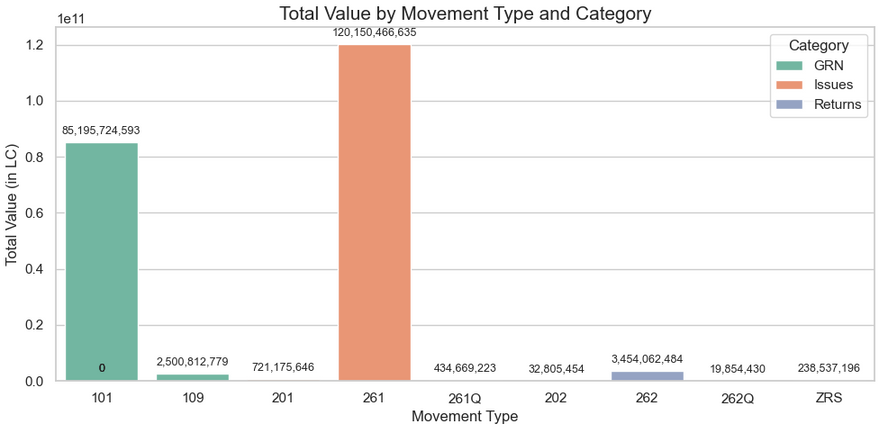 Total Value by Movement Type and Category
1e11
120,150,466,635
Category
GRN
Issues
Returns
1.2
1.0
0.8
0.6
0.4
0.2
0.0
Total Value (in LC)
85,195,724,593
0
2,500,812,779
721,175,646
434,669,223
32,805,454
3,454,062,484
19,854,430
238,537,196
101 109 201 261 261Q 202 262 262Q ZRS
Movement Type